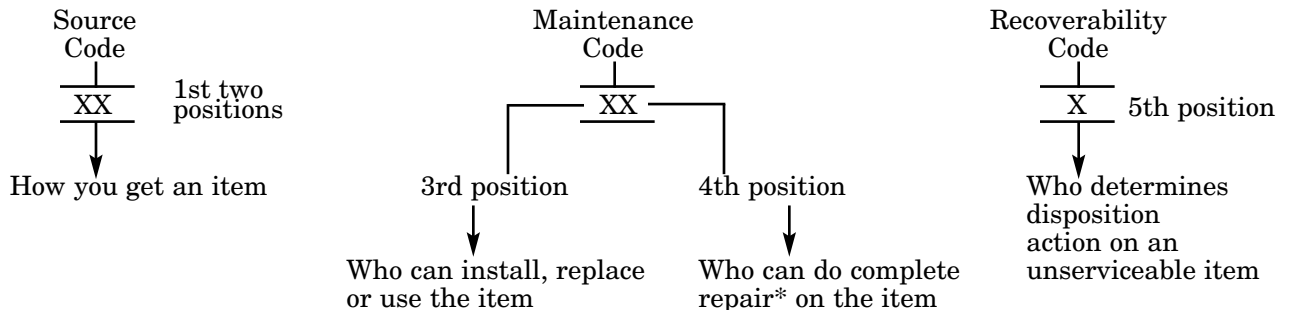 Source
Code
XX
1st two
positions
How you get an item
Maintenance
Code
XX
3rd position
Who can install, replace
or use the item
4th position
Who can do complete
repair* on the item
Recoverability
Code
X
5th position
Who determines
disposition
action on an
unserviceable item